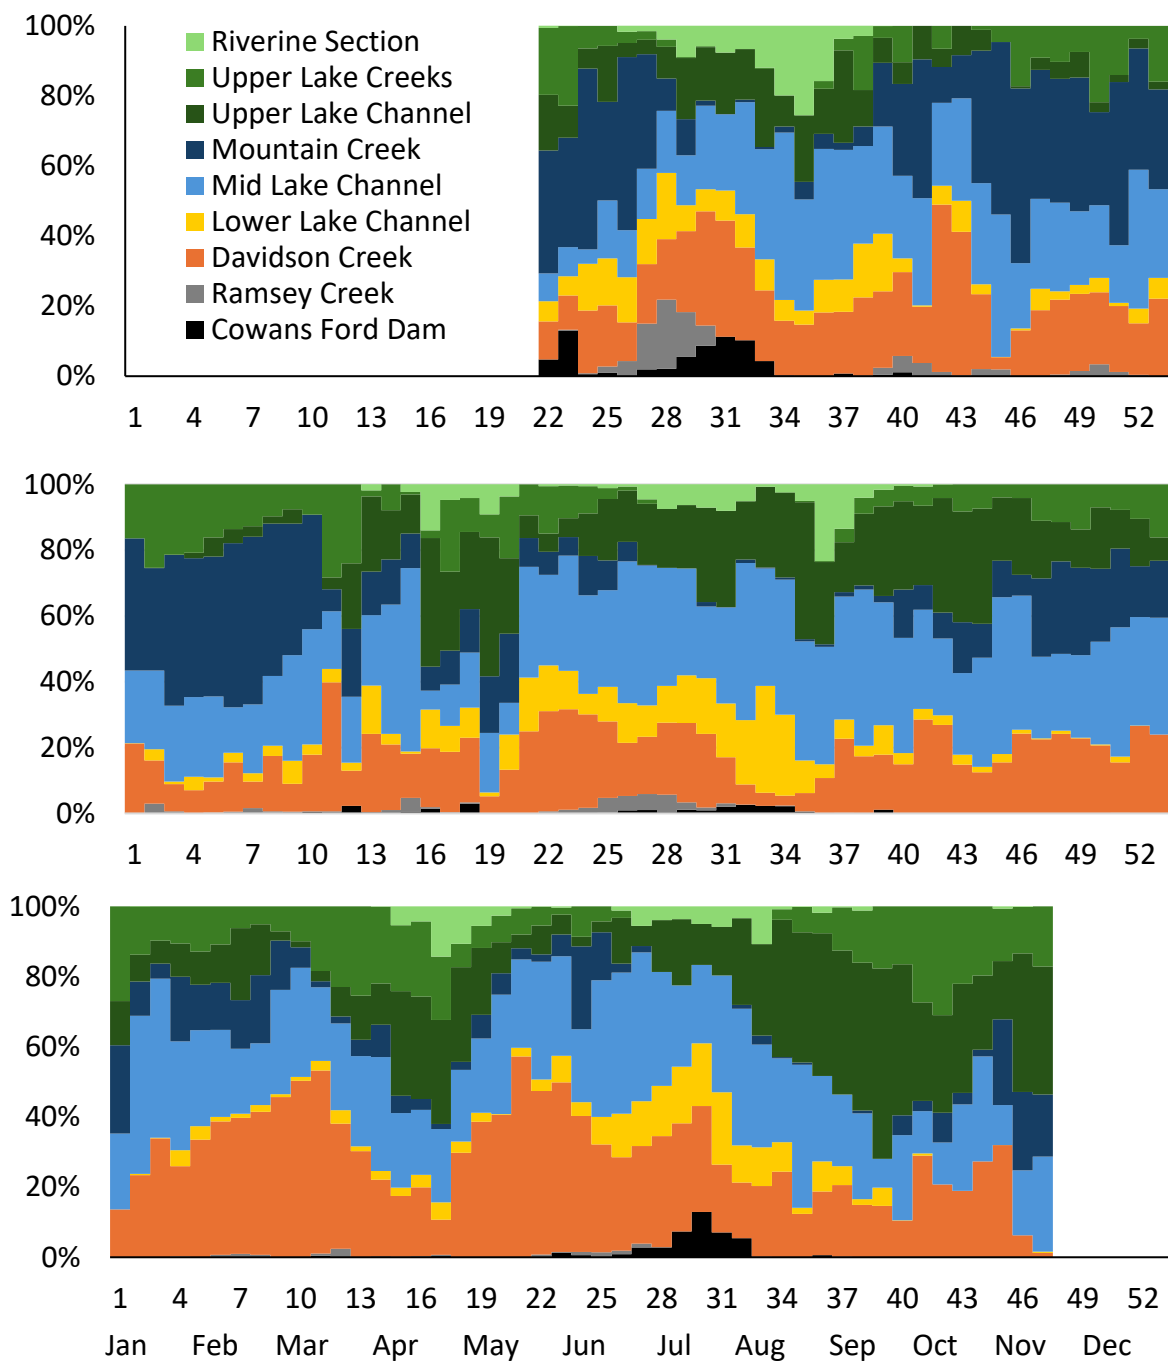 100%
80%
60%
40%
20%
0%
Riverine Section
Upper Lake Creeks
Upper Lake Channel
Mountain Creek
Mid Lake Channel
Lower Lake Channel
Davidson Creek
Ramsey Creek
Cowans Ford Dam
1 4 7 10 13 16 19 22 25 28 31 34 37 40 43 46 49 52
100%
80%
60%
40%
20%
0%
1 4 7 10 13 16 19 22 25 28 31 34 37 40 43 46 49 52
100%
80%
60%
40%
20%
0%
1 4 7 10 13 16 19 22 25 28 31 34 37 40 43 46 49 52
Jan Feb Mar Apr May Jun Jul Aug Sep Oct Nov Dec